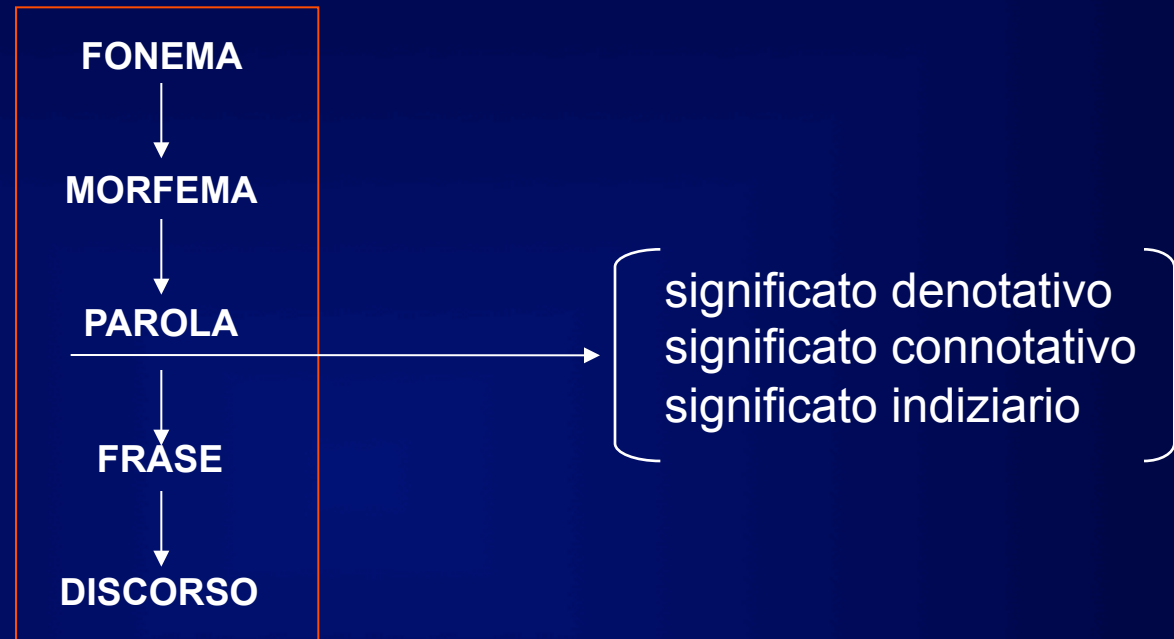 FONEMA
MORFEMA
PAROLA
FRASE
DISCORSO
significato denotativo
significato connotativo
significato indiziario